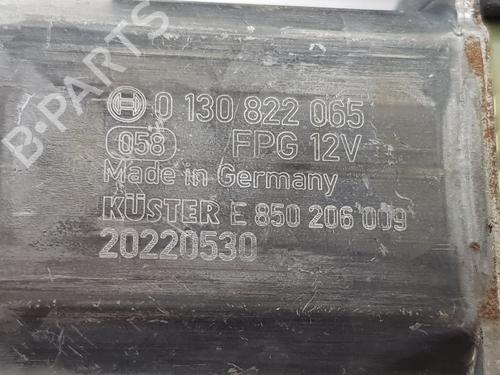 0 130 822 065
058 FPG 12V
Made in Germany
KÜSTER E 850 206 009
20220530
B-PARTS